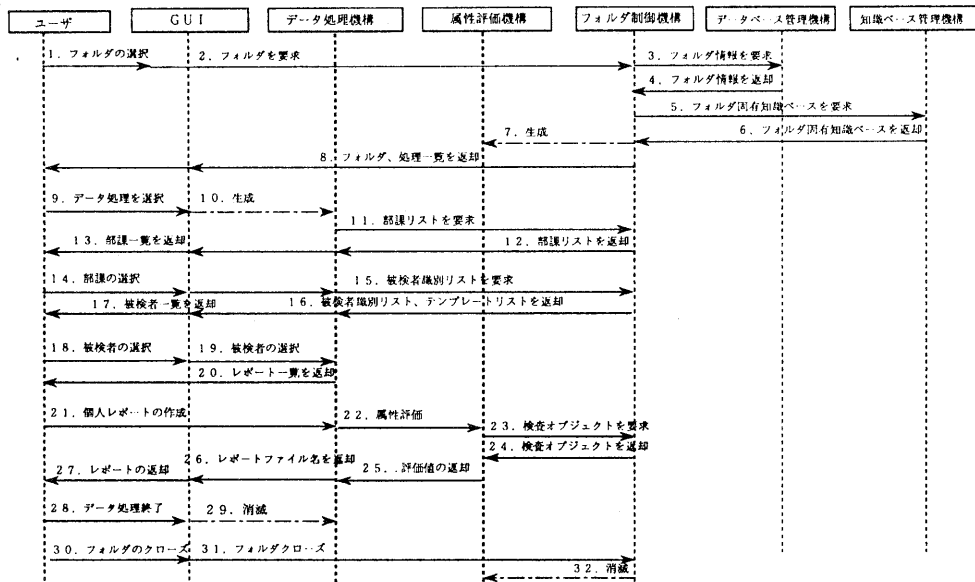 ユーザ
GUI
データ処理機構
属性評価機構
フォルダ制御機構
データベース管理機構
知識ベース管理機構
1. フォルダの選択
2. フォルダを要求
3. フォルダ情報を要求
4. フォルダ情報を返却
5. フォルダ固有知識ベースを要求
6. フォルダ固有知識ベースを返却
7. 生成
8. フォルダ、処理一覧を返却
9. データ処理を選択
10. 生成
11. 部課リストを要求
12. 部課リストを返却
13. 部課一覧を返却
14. 部課の選択
15. 被検者識別リストを要求
16. 被検者識別リスト、テンプレートリストを返却
17. 被検者一覧を返却
18. 被検者の選択
19. 被検者の選択
20. レポート一覧を返却
21. 個人レポートの作成
22. 属性評価
23. 検査オブジェクトを要求
24. 検査オブジェクトを返却
25..評価値の返却
26. レポートファイル名を返却
27. レポートの返却
28. データ処理終了
29. 消滅
30. フォルダのクローズ
31. フォルダクローズ
32. 消滅